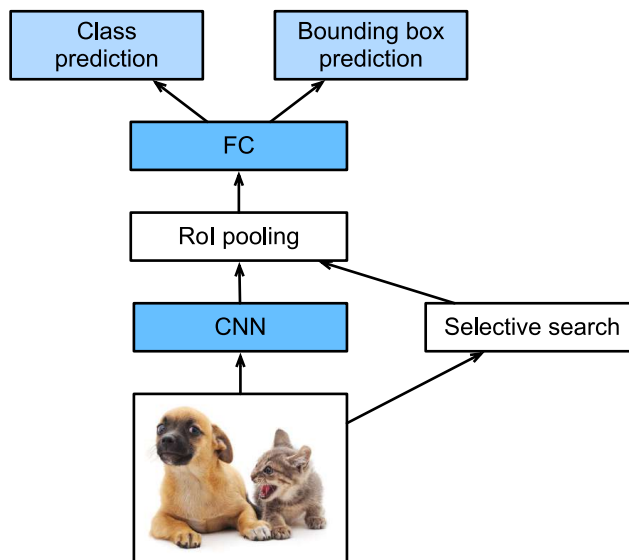 Class
prediction
Bounding box
prediction
FC
RoI pooling
CNN
Selective search